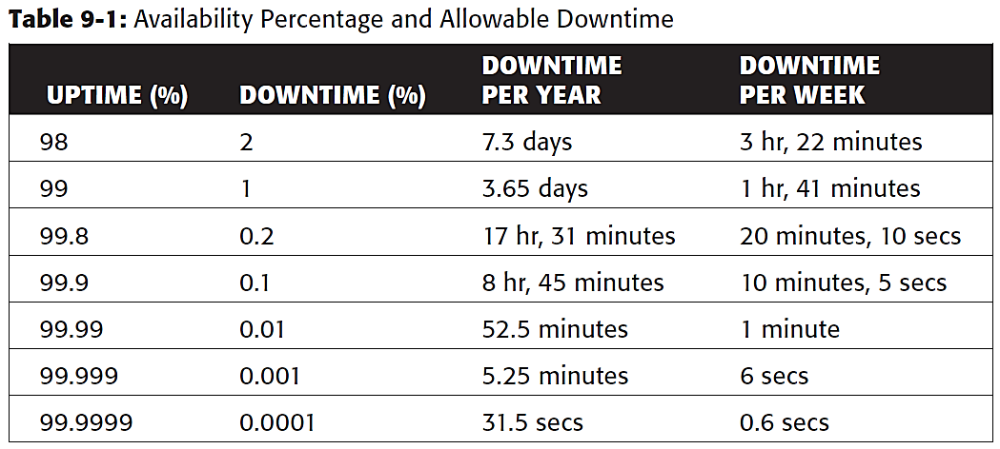 Table 9-1: Availability Percentage and Allowable Downtime
UPTIME (%) DOWNTIME (%) DOWNTIME PER YEAR DOWNTIME PER WEEK
98 2 7.3 days 3 hr, 22 minutes
99 1 3.65 days 1 hr, 41 minutes
99.8 0.2 17 hr, 31 minutes 20 minutes, 10 secs
99.9 0.1 8 hr, 45 minutes 10 minutes, 5 secs
99.99 0.01 52.5 minutes 1 minute
99.999 0.001 5.25 minutes 6 secs
99.9999 0.0001 31.5 secs 0.6 secs